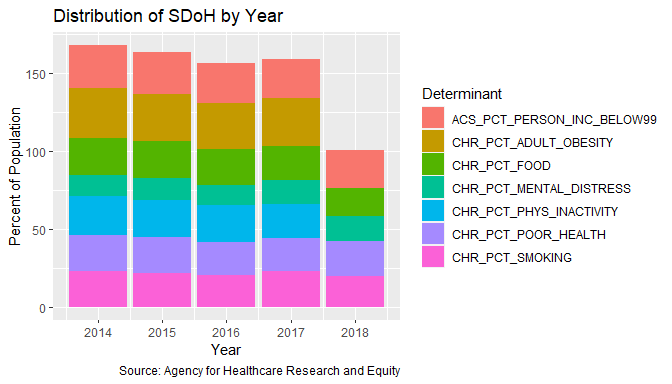 Distribution of SDoH by Year
Percent of Population
150
100
50
0
2014 2015 2016 2017 2018
Year
Source: Agency for Healthcare Research and Equity
Determinant
ACS_PCT_PERSON_INC_BELOW99
CHR_PCT_ADULT_OBESITY
CHR_PCT_FOOD
CHR_PCT_MENTAL_DISTRESS
CHR_PCT_PHYS_INACTIVITY
CHR_PCT_POOR_HEALTH
CHR_PCT_SMOKING